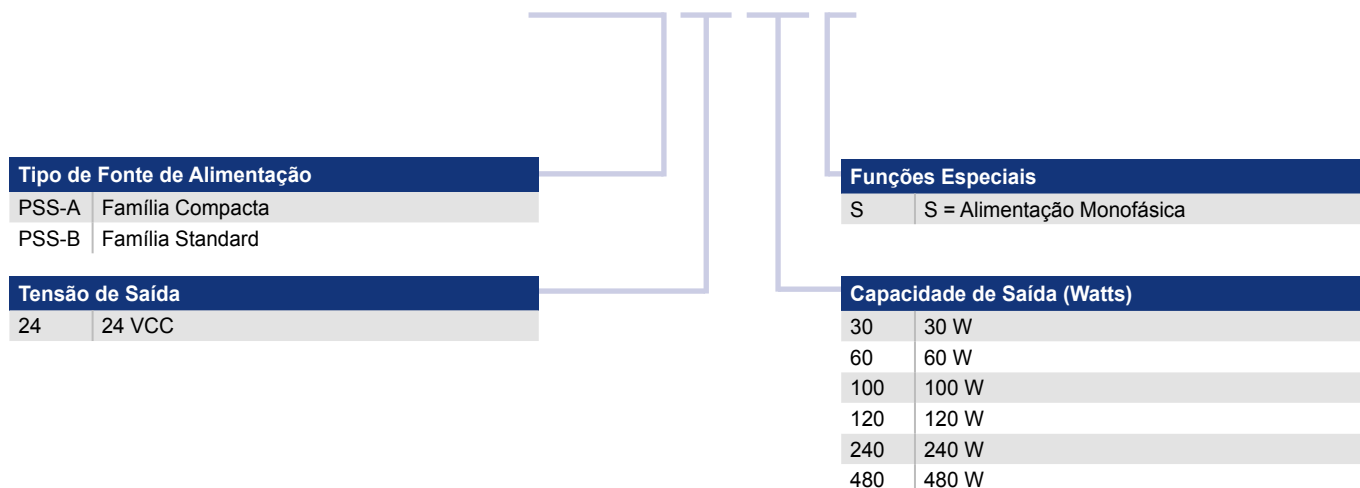 Tipo de Fonte de Alimentação
PSS-A Família Compacta
PSS-B Família Standard
Tensão de Saída
24 24 VCC
Funções Especiais
S S = Alimentação Monofásica
Capacidade de Saída (Watts)
30 30 W
60 60 W
100 100 W
120 120 W
240 240 W
480 480 W